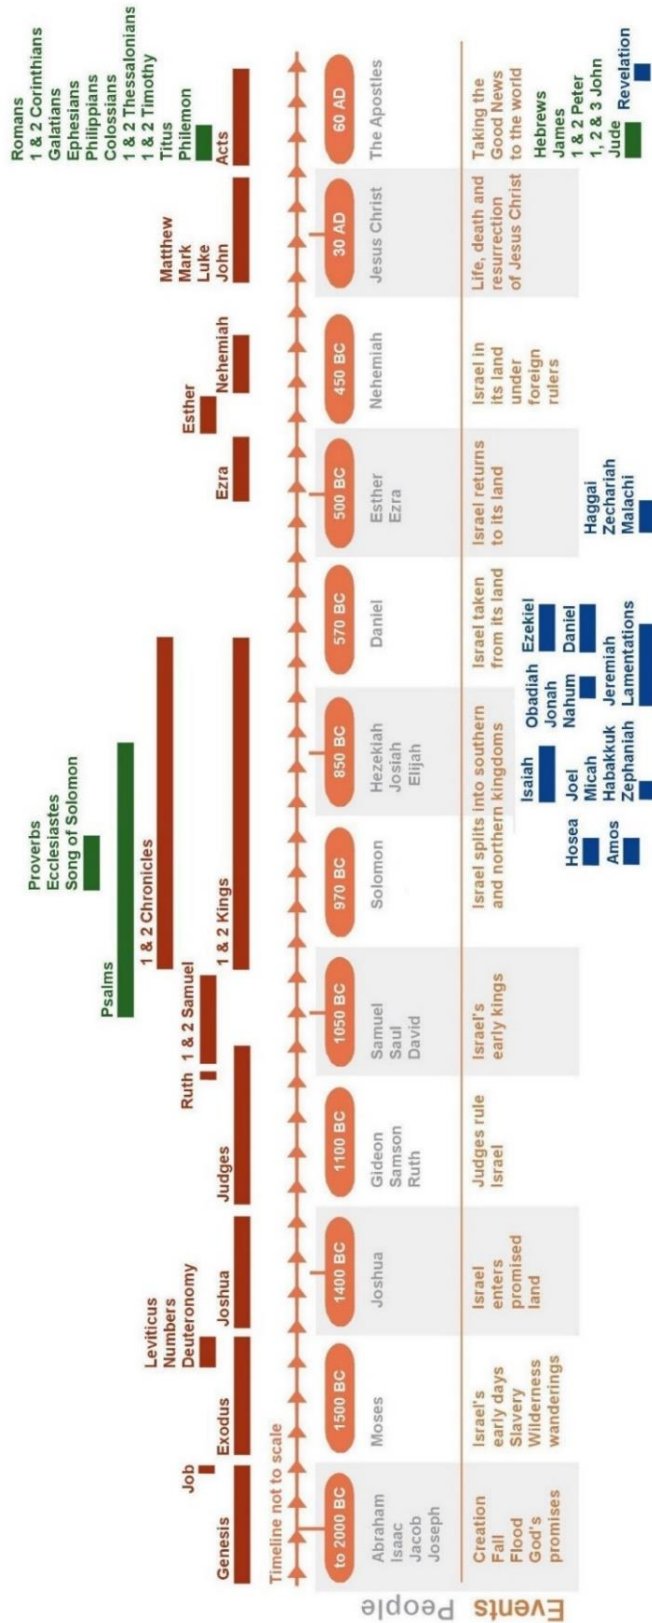 Romans
1 & 2 Corinthians
Galatians
Ephesians
Philippians
Colossians
1 & 2 Thessalonians
1 & 2 Timothy
Titus
Philemon
Proverbs
Ecclesiastes
Song of Solomon
Psalms
1 & 2 Chronicles
Matthew
Mark
Luke
John
Leviticus
Numbers
Deuteronomy
Job
Ruth
1 & 2 Samuel
Esther
Genesis
Exodus
Joshua
Judges
1 & 2 Kings
Ezra
Nehemiah
Acts
Timeline not to scale
to 2000 BC
1500 BC
1400 BC
1100 BC
1050 BC
970 BC
850 BC
570 BC
500 BC
450 BC
30 AD
60 AD
People
Abraham
Isaac
Jacob
Joseph
Moses
Joshua
Gideon
Samson
Ruth
Samuel
Saul
David
Solomon
Hezekiah
Josiah
Elijah
Daniel
Esther
Ezra
Nehemiah
Jesus Christ
The Apostles
Events
Creation
Fall
Flood
God's
promises
Israel's
early days
Slavery
Wilderness
wanderings
Israel
enters
promised
land
Judges rule
Israel
Israel's
early kings
Israel splits into southern
and northern kingdoms
Israel taken
from its land
Israel returns
to its land
Israel in
its land
under
foreign
rulers
Life, death and
resurrection
of Jesus Christ
Taking the
Good News
to the world
Hosea
Amos
Isaiah
Joel
Micah
Habakkuk
Zephaniah
Obadiah
Jonah
Nahum
Jeremiah
Lamentations
Ezekiel
Daniel
Haggai
Zechariah
Malachi
Hebrews
James
1 & 2 Peter
1, 2 & 3 John
Jude
Revelation